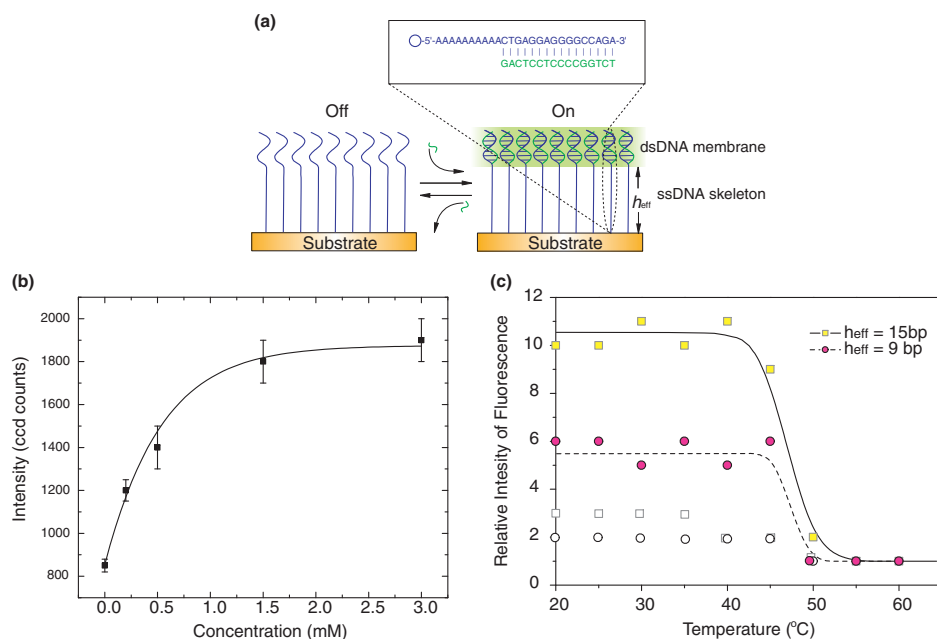 (a)
-5'-AAAAAAAAAACTGAGGAGGGGCCAGA-3'
GACTCCTCCCCGGTCT
Off
On
dsDNA membrane
ssDNA skeleton
heff
Substrate
Substrate
(b)
2000
1800
1600
1400
1200
1000
800
Intensity (ccd counts)
0.0
0.5
1.0
1.5
2.0
2.5
3.0
Concentration (mM)
(c)
12
10
8
6
4
2
0
Relative Intesity of Fluorescence
heff = 15bp
heff = 9 bp
20
30
40
50
60
Temperature (°C)